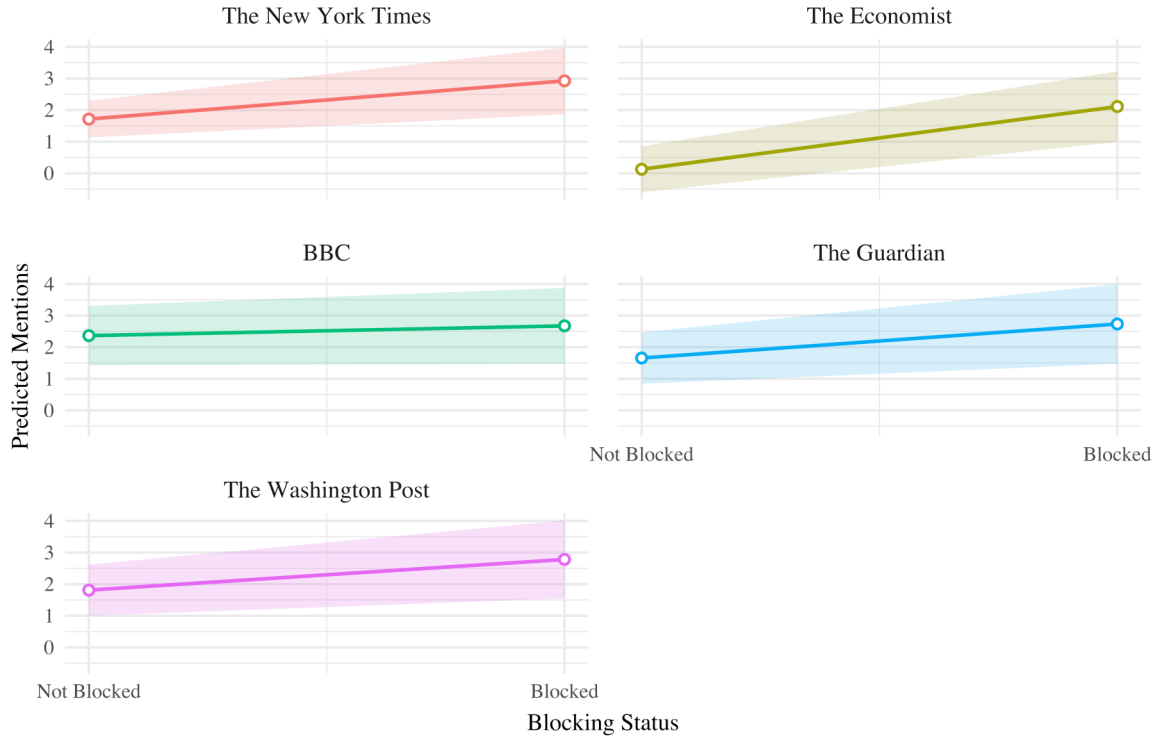 The New York Times
The Economist
4
3
2
1
0
BBC
The Guardian
4
3
2
1
0
Predicted Mentions
Not Blocked
Blocked
The Washington Post
4
3
2
1
0
Not Blocked
Blocked
Blocking Status